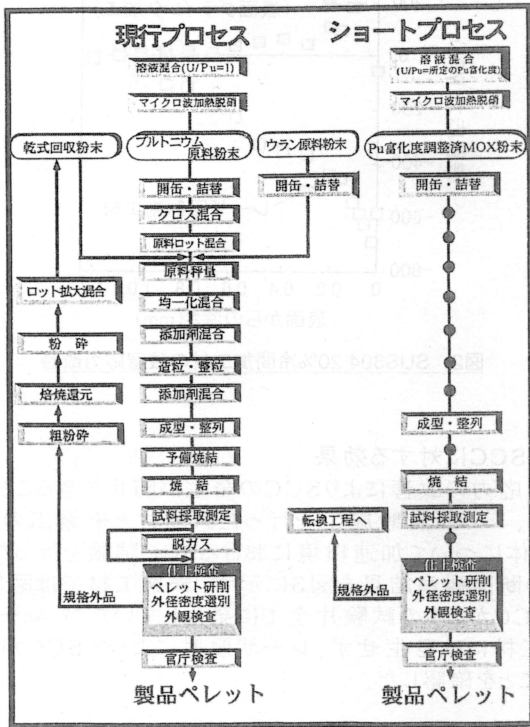 現行プロセス
溶液混合(U/Pu=1)
マイクロ波加熱脱硝
乾式回収粉末
プルトニウム
原料粉末
ウラン原料粉末
開缶・詰替
開缶・詰替
クロス混合
原料ロット混合
原料秤量
均一化混合
添加剤混合
造粒・整粒
添加剤混合
成型・整列
予備焼結
焼 結
試料採取測定
脱ガス
仕上検査
ペレット研削
外径密度選別
外眼検査
官庁検査
製品ペレット
ロット拡大混合
粉 砕
焙焼還元
粗粉砕
規格外品
ショートプロセス
溶液混合
(U/Pu=所定のPu富化度)
マイクロ波加熱脱硝
Pu富化度調整済MOX粉末
開缶・詰替
成型・整列
焼 結
試料採取測定
転換工程へ
規格外品
仕上検査
ペレット研削
外径密度選別
外眼検査
官庁検査
製品ペレット